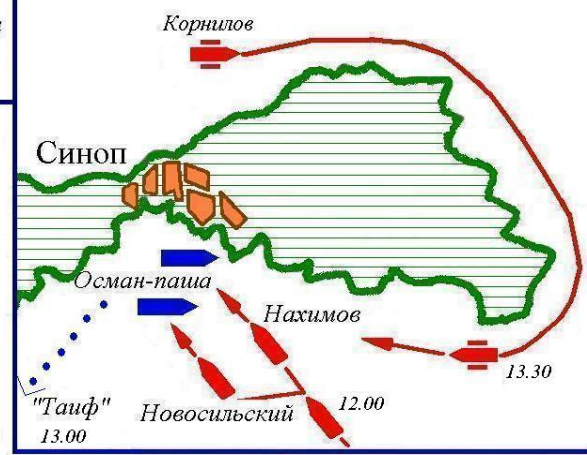 Корнилов
Синоп
Осман-паша
Нахимов
13.30
"Таиф"
13.00
Новосильский
12.00